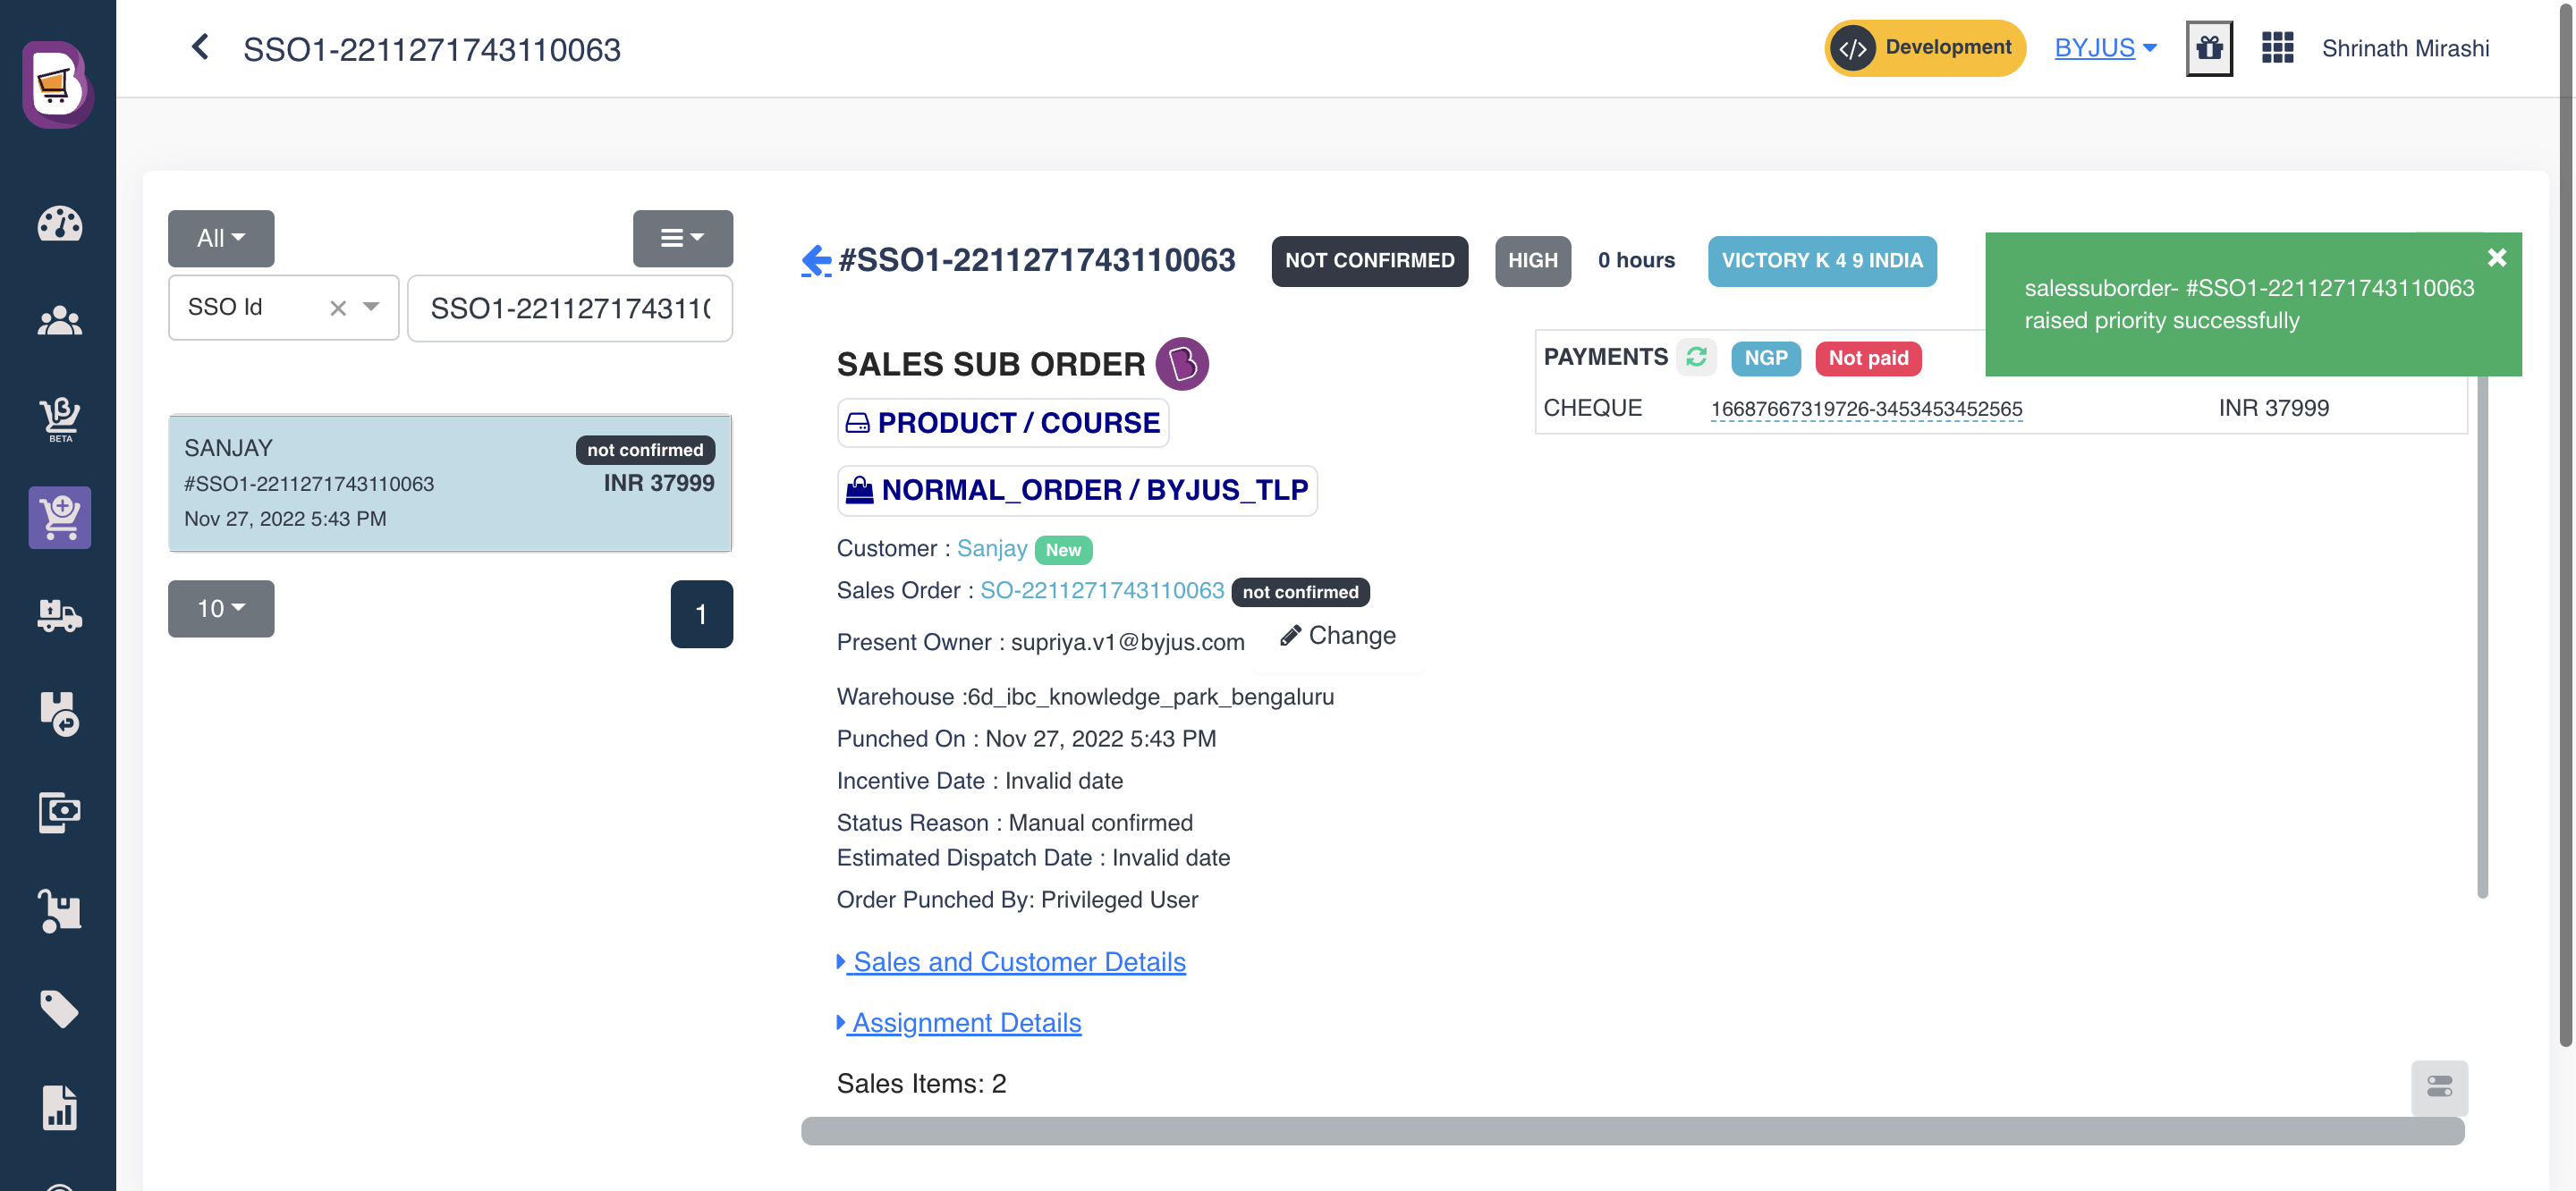 SSO1-2211271743110063
Development
BYJUS
Shrinath Mirashi
BETA
All
SSO Id
SSO1-221127174311(
SANJAY
not confirmed
#SSO1-2211271743110063
INR 37999
Nov 27, 2022 5:43 PM
10
1
#SSO1-2211271743110063
NOT CONFIRMED
HIGH
0 hours
VICTORY K 4 9 INDIA
salessuborder- #SSO1-2211271743110063
raised priority successfully
SALES SUB ORDER
PRODUCT / COURSE
NORMAL_ORDER / BYJUS_TLP
Customer : Sanjay New
Sales Order : SO-2211271743110063 not confirmed
Present Owner : supriya.v1@byjus.com Change
Warehouse :6d_ibc_knowledge_park_bengaluru
Punched On : Nov 27, 2022 5:43 PM
Incentive Date : Invalid date
Status Reason : Manual confirmed
Estimated Dispatch Date : Invalid date
Order Punched By: Privileged User
Sales and Customer Details
Assignment Details
Sales Items: 2
PAYMENTS NGP Not paid
CHEQUE 16687667319726-3453453452565 INR 37999